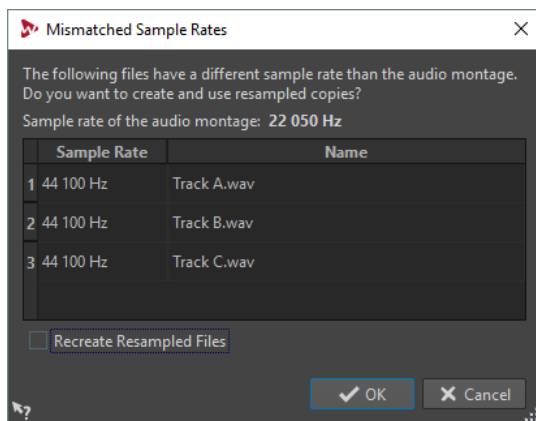 Mismatched Sample Rates
The following files have a different sample rate than the audio montage.
Do you want to create and use resampled copies?
Sample rate of the audio montage: 22 050 Hz
Sample Rate Name
1 44 100 Hz Track A.wav
2 44 100 Hz Track B.wav
3 44 100 Hz Track C.wav
Recreate Resampled Files
OK Cancel
?